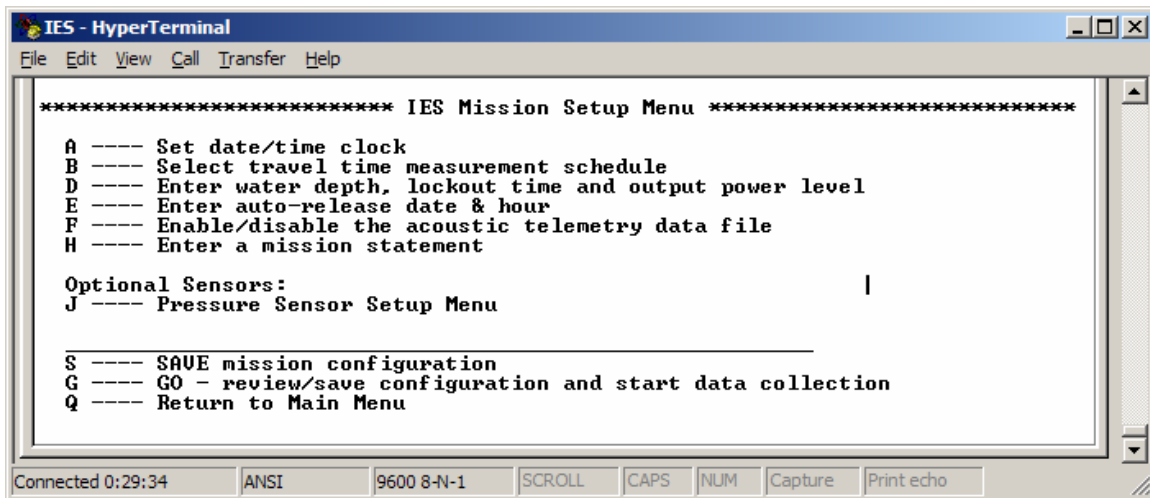 IES - HyperTerminal
File Edit View Call Transfer Help
*************************** IES Mission Setup Menu ****************************
A ---- Set date/time clock
B ---- Select travel time measurement schedule
D ---- Enter water depth, lockout time and output power level
E ---- Enter auto-release date & hour
F ---- Enable/disable the acoustic telemetry data file
H ---- Enter a mission statement
Optional Sensors:
J ---- Pressure Sensor Setup Menu
S ---- SAVE mission configuration
G ---- GO - review/save configuration and start data collection
Q ---- Return to Main Menu
Connected 0:29:34 ANSI 9600 8-N-1 SCROLL CAPS NUM Capture Print echo